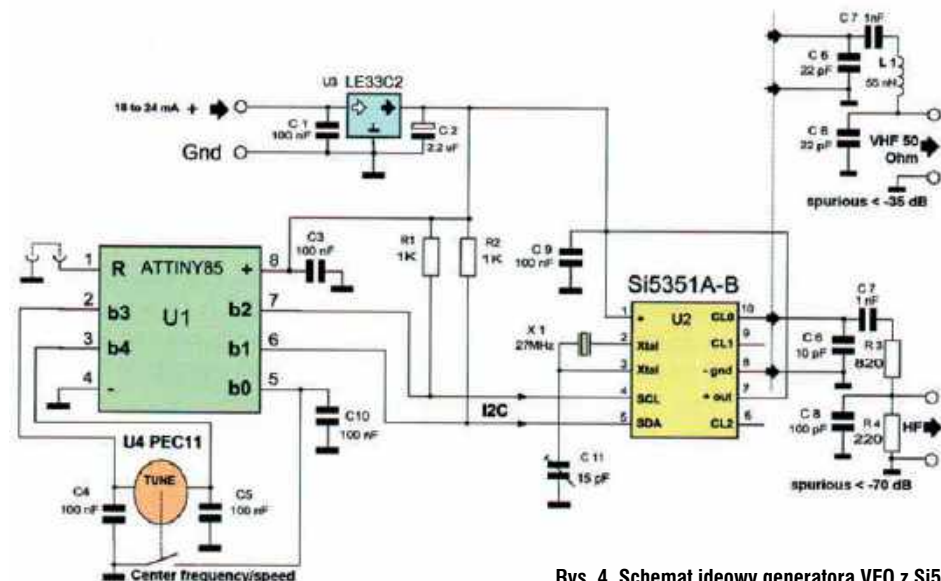 U3 LE33C2
18 to 24 mA +
C 1
100 nF
C 2
2.2 uF
Gnd
C 7 1nF
C 6
22 pF
L 1
55 nH
C 8
22 pF
VHF 50
Ohm
spurious < -35 dB
1 R ATTINY85 + 8
2 b3 U1 b2 7
3 b4 b1 6
4 - b0 5
C3
100 nF
R1
1K
R2
1K
C 9
100 nF
Si5351A-B
U2
1 + CL0 10
2 Xtal CL1 9
3 Xtal - gnd 8
4 SCL + out 7
5 SDA CL2 6
X 1
27MHz
I2C
C 11
15 pF
C 7
1 nF
C 6
10 pF
R 3
820
C 8
100 pF
R 4
220
HF
spurious < -70 dB
C10
100 nF
U4 PEC11
TUNE
C4
100 nF
C5
100 nF
Center frequency/speed
Rys. 4. Schemat ideowy generatora VFO z Si5